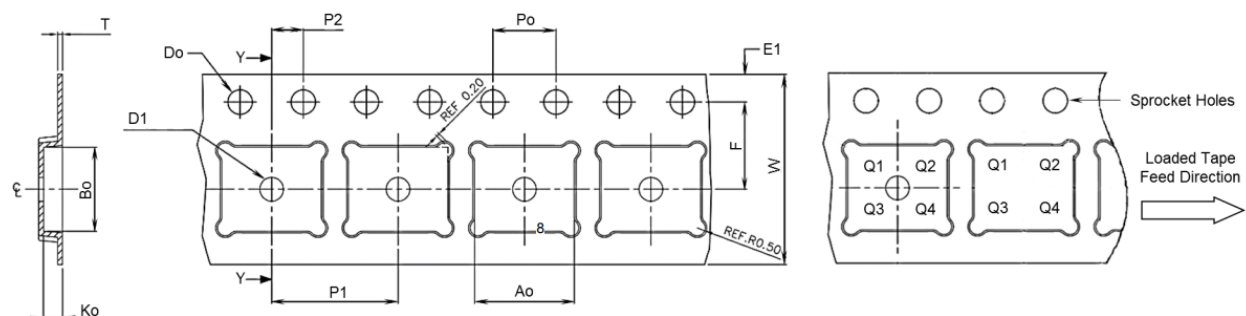 T
P2
Po
E1
Do
Y
REF 0.20
D1
F
W
Bo
℄
8.
REF.R0.50
Y
P1
Ao
Ko
Sprocket Holes
Q1 Q2 Q1 Q2
Q3 Q4 Q3 Q4
Loaded Tape
Feed Direction